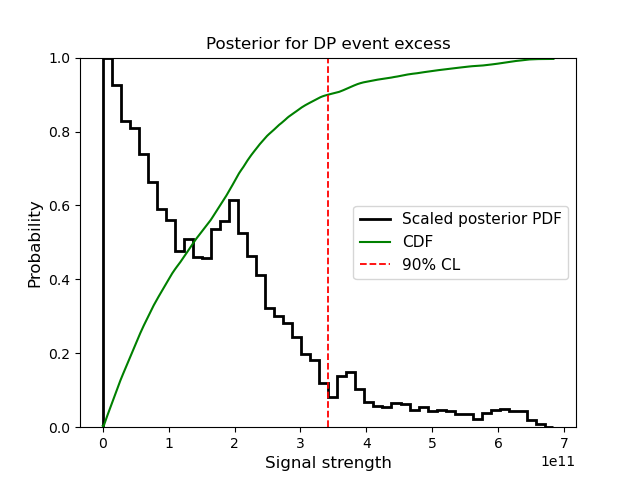 Posterior for DP event excess
1.0
0.8
0.6
0.4
0.2
0.0
Probability
Scaled posterior PDF
CDF
90% CL
0 1 2 3 4 5 6 7
1e11
Signal strength